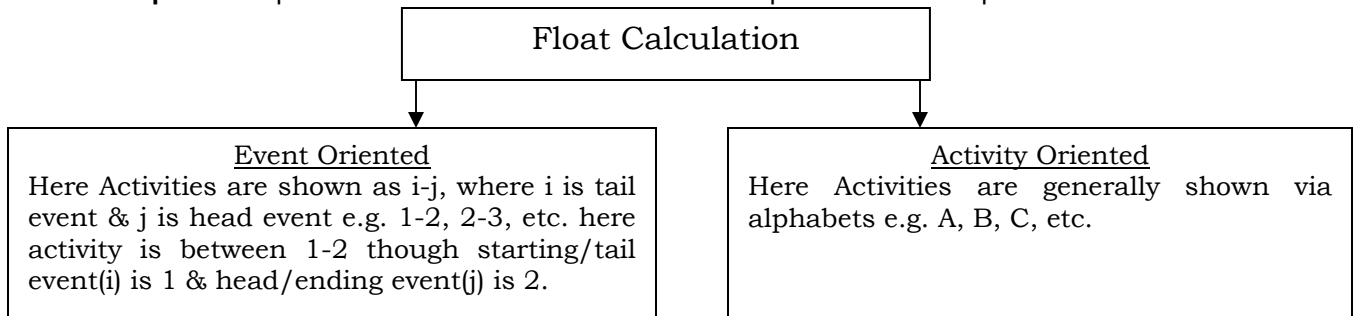 Float Calculation
Event Oriented
Here Activities are shown as i-j, where i is tail
event & j is head event e.g. 1-2, 2-3, etc. here
activity is between 1-2 though starting/tail
event(i) is 1 & head/ending event(j) is 2.
Activity Oriented
Here Activities are generally shown via
alphabets e.g. A, B, C, etc.